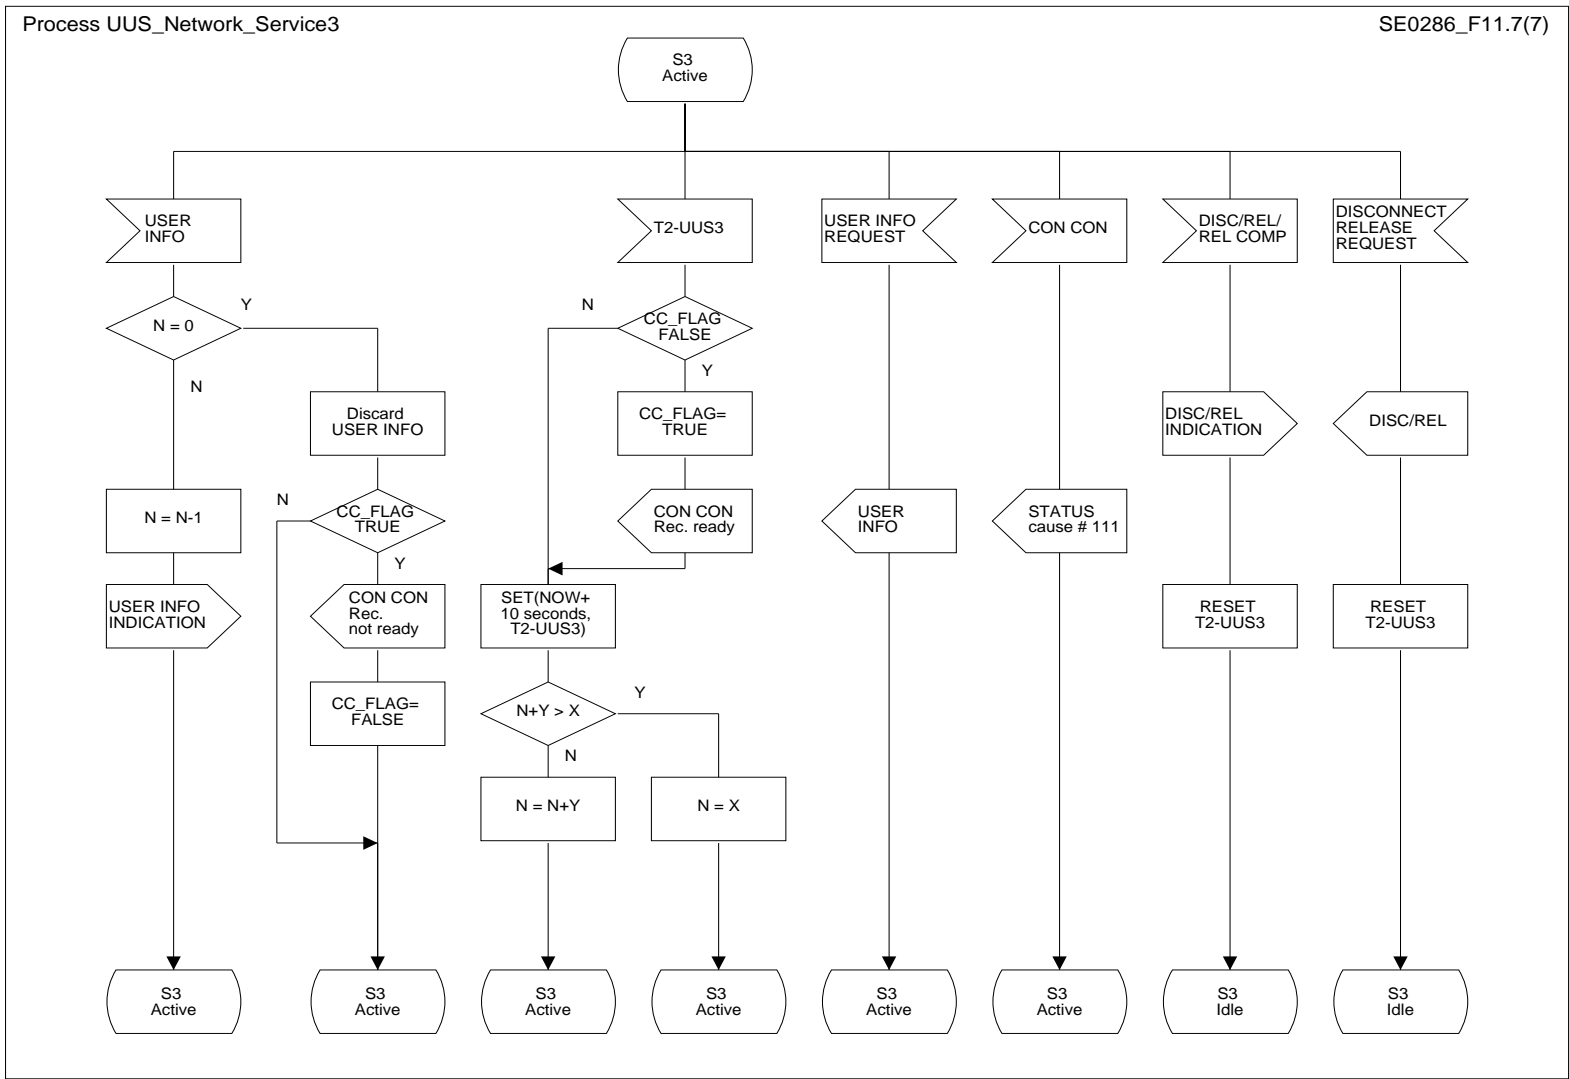 Process UUS_Network_Service3
SE0286_F11.7(7)
S3
Active
USER
INFO
T2-UUS3
USER INFO
REQUEST
CON CON
DISC/REL/
REL COMP
DISCONNECT
RELEASE
REQUEST
N = 0
Y
N
N
CC_FLAG
FALSE
Y
Discard
USER INFO
CC_FLAG=
TRUE
DISC/REL
INDICATION
DISC/REL
N = N-1
N
CC_FLAG
TRUE
Y
CON CON
Rec. ready
USER
INFO
STATUS
cause # 111
USER INFO
INDICATION
CON CON
Rec.
not ready
SET(NOW+
10 seconds,
T2-UUS3)
RESET
T2-UUS3
RESET
T2-UUS3
CC_FLAG=
FALSE
N+Y > X
Y
N
N = N+Y
N = X
S3
Active
S3
Active
S3
Active
S3
Active
S3
Active
S3
Active
S3
Idle
S3
Idle